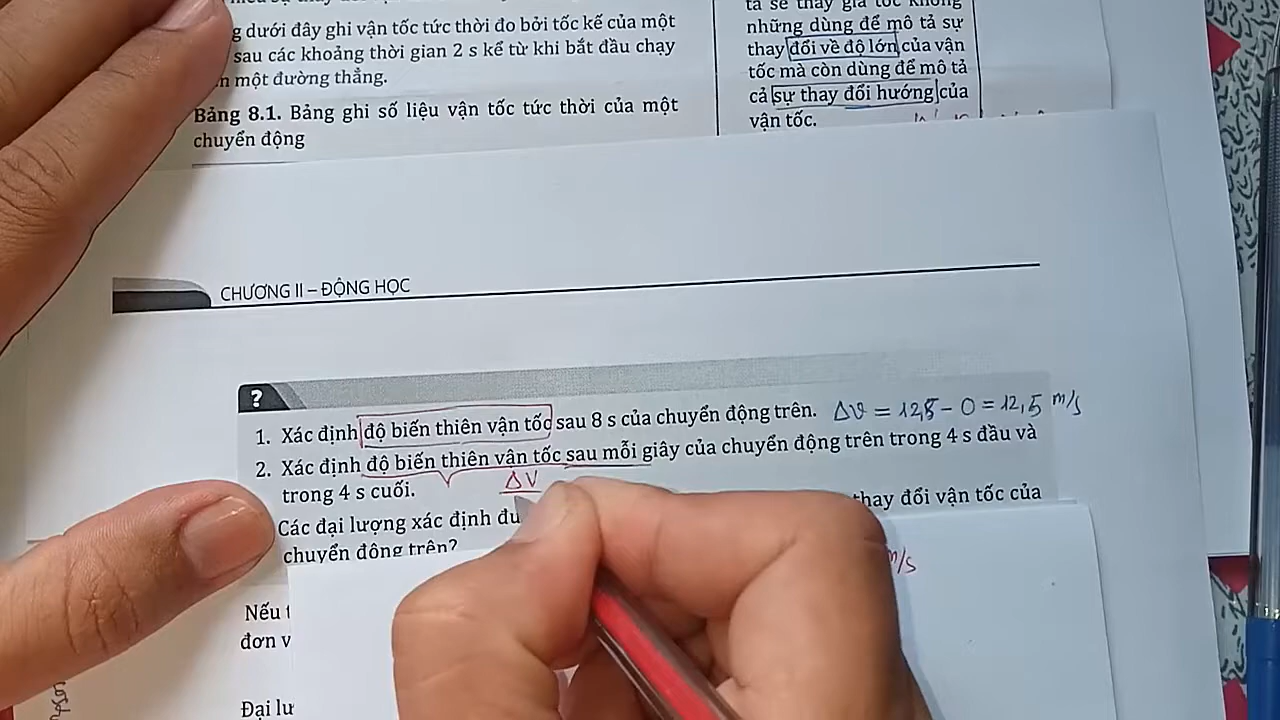 dưới đây ghi vận tốc tức thời đo bởi tốc kế của một
sau các khoảng thời gian 2 s kể từ khi bắt đầu chạy
một đường thẳng.
Bảng 8.1. Bảng ghi số liệu vận tốc tức thời của một
chuyển động
ta sẽ thấy gia tốc không
những dùng để mô tả sự
thay đổi về độ lớn của vận
tốc mà còn dùng để mô tả
cả sự thay đổi hướng của
vận tốc.
CHƯƠNG II – ĐỘNG HỌC
?
1. Xác định độ biến thiên vận tốc sau 8 s của chuyển động trên. Δv = 12,5 - 0 = 12,5 m/s
2. Xác định độ biến thiên vận tốc sau mỗi giây của chuyển động trên trong 4 s đầu và
trong 4 s cuối. ΔV
Các đại lượng xác định thay đổi vận tốc của
chuyển động trên?
m/s
Nếu
đơn
Đại